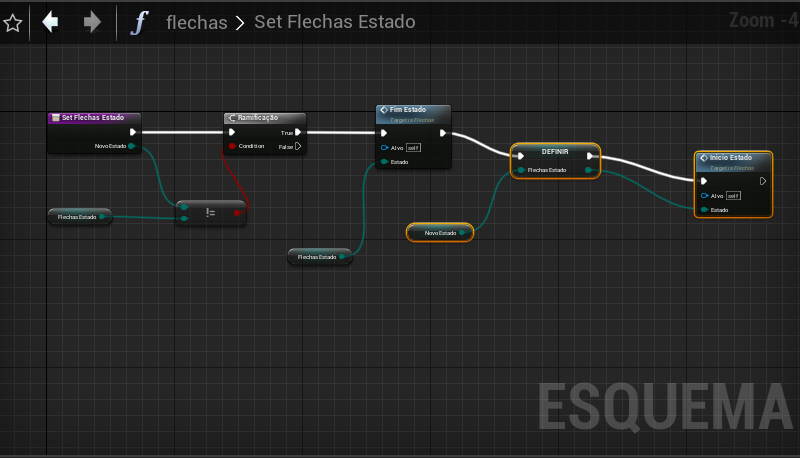 flechas > Set Flechas Estado
Zoom -4
Set Flechas Estado
Novo Estado
Flechas Estado
!=
Ramificação
True
Condition
False
Flechas Estado
Fim Estado
Target is Flechas
Alvo self
Estado
Novo Estado
DEFINIR
Flechas Estado
Inicio Estado
Target is Flechas
Alvo self
Estado
ESQUEMA